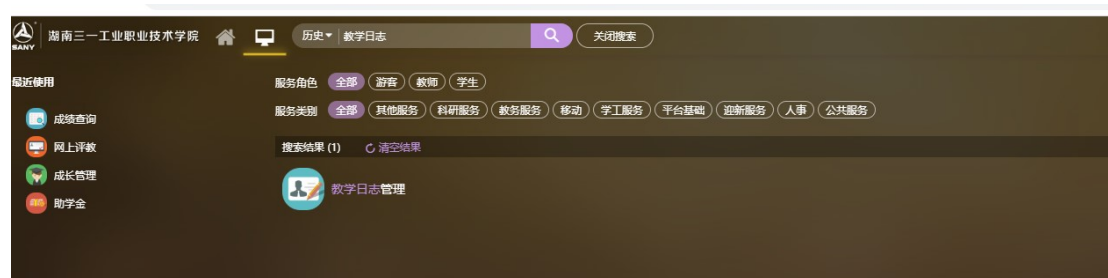 SANY 湖南三一工业职业技术学院 历史 教学日志 关闭搜索
最近使用
服务角色 全部 游客 教师 学生
服务类别 全部 其他服务 科研服务 教务服务 移动 学工服务 平台基础 迎新服务 人事 公共服务
成绩查询
网上评教
搜索结果 (1) 清空结果
成长管理
教学日志管理
助学金